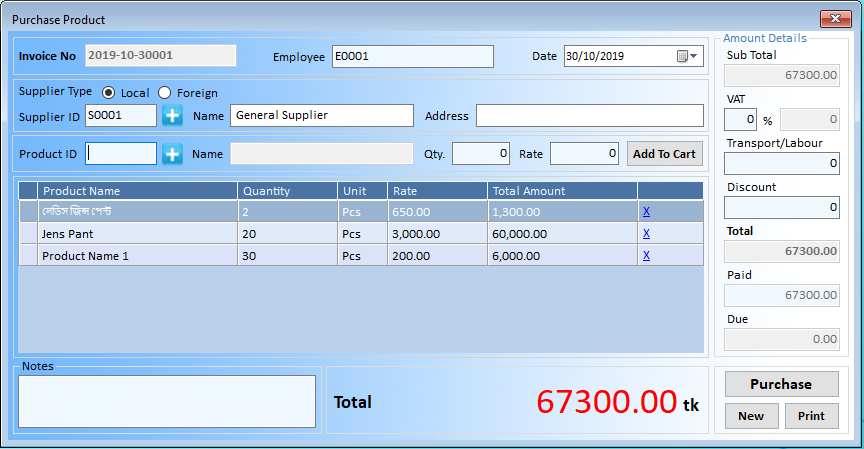 Purchase Product
Invoice No 2019-10-30001 Employee E0001 Date 30/10/2019
Supplier Type Local Foreign
Supplier ID S0001 Name General Supplier Address
Product ID Name Qty. 0 Rate 0 Add To Cart
Product Name Quantity Unit Rate Total Amount
লেডিস জিন্স পেন্ট 2 Pcs 650.00 1,300.00 X
Jens Pant 20 Pcs 3,000.00 60,000.00 X
Product Name 1 30 Pcs 200.00 6,000.00 X
Notes
Total 67300.00 tk
Amount Details
Sub Total
67300.00
VAT
0 % 0
Transport/Labour
0
Discount
0
Total
67300.00
Paid
67300.00
Due
0.00
Purchase
New Print